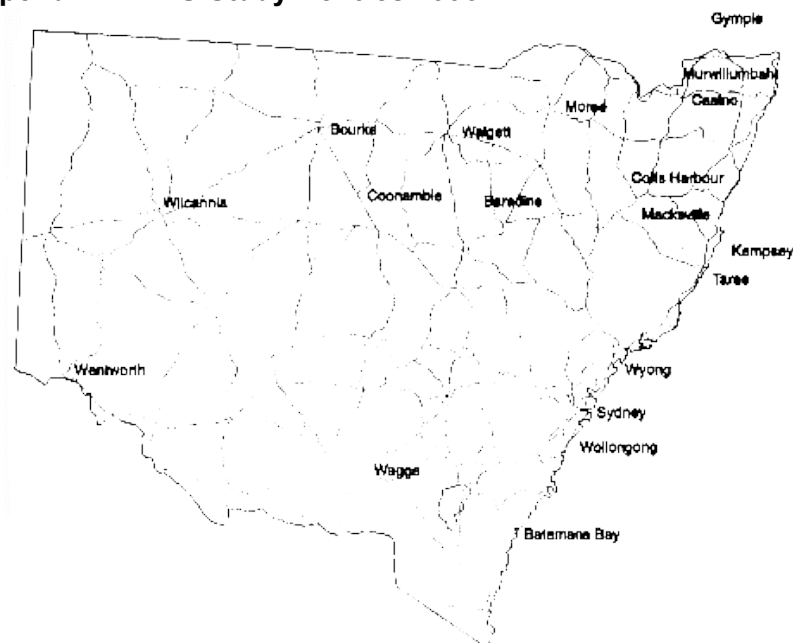 Gympie
Murwillumbah
Casino
Moree
Bourke
Walgett
Coffs Harbour
Coonamble
Baradine
Wilcannia
Macksville
Kempsey
Taree
Wentworth
Wyong
Sydney
Wollongong
Wagga
Batemans Bay